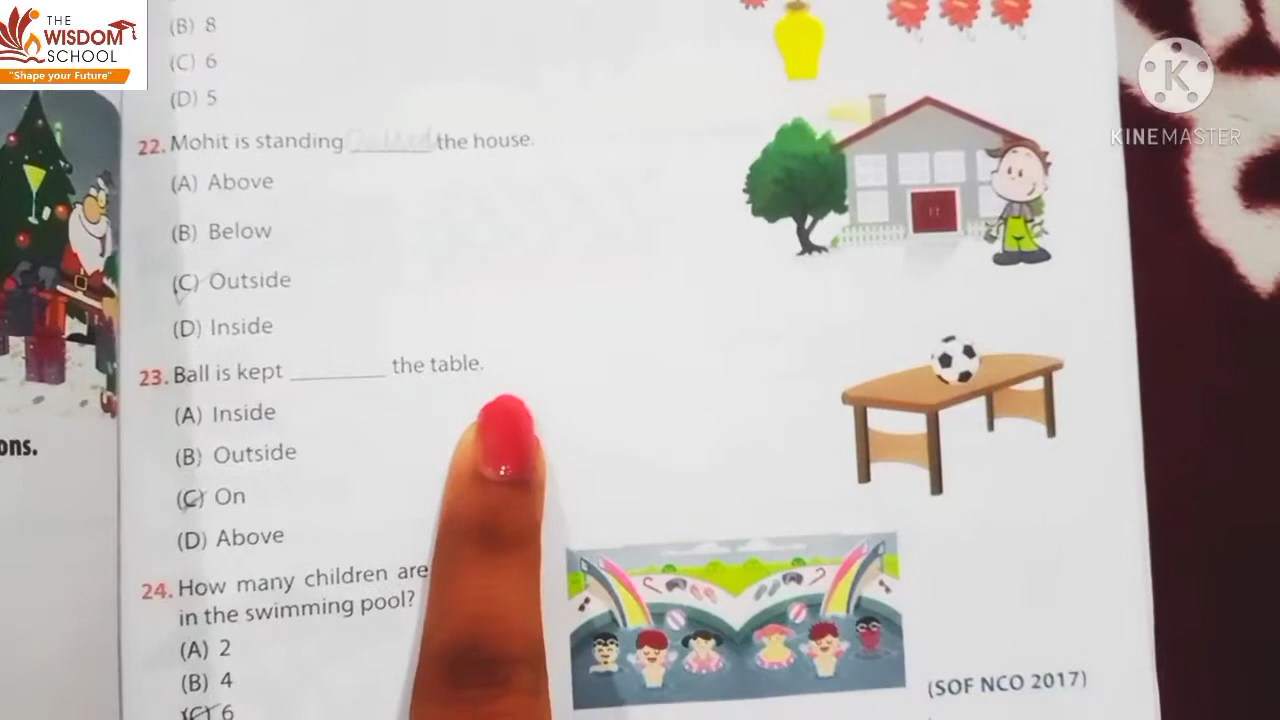 THE
WISDOM
SCHOOL
"Shape your Future"
(B) 8
(C) 6
(D) 5
22. Mohit is standing ______ the house.
(A) Above
(B) Below
(C) Outside
(D) Inside
23. Ball is kept ______ the table.
(A) Inside
(B) Outside
(C) On
(D) Above
24. How many children are
in the swimming pool?
(A) 2
(B) 4
(C) 6
(SOF NCO 2017)
ons.
K
KINEMASTER